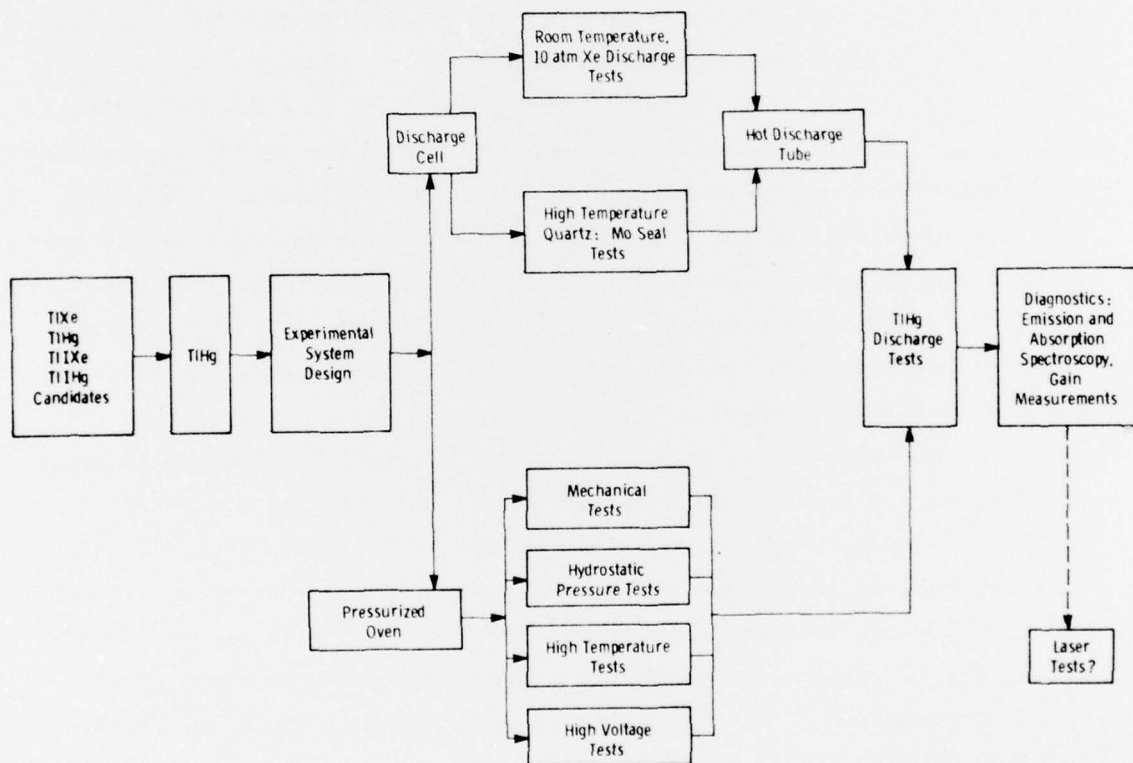 Room Temperature,
10 atm Xe Discharge
Tests
Discharge
Cell
Hot Discharge
Tube
High Temperature
Quartz: Mo Seal
Tests
TlXe
TlHg
TlIXe
TlIHg
Candidates
TlHg
Experimental
System
Design
TlHg
Discharge
Tests
Diagnostics:
Emission and
Absorption
Spectroscopy,
Gain
Measurements
Mechanical
Tests
Hydrostatic
Pressure Tests
Pressurized
Oven
High Temperature
Tests
High Voltage
Tests
Laser
Tests?